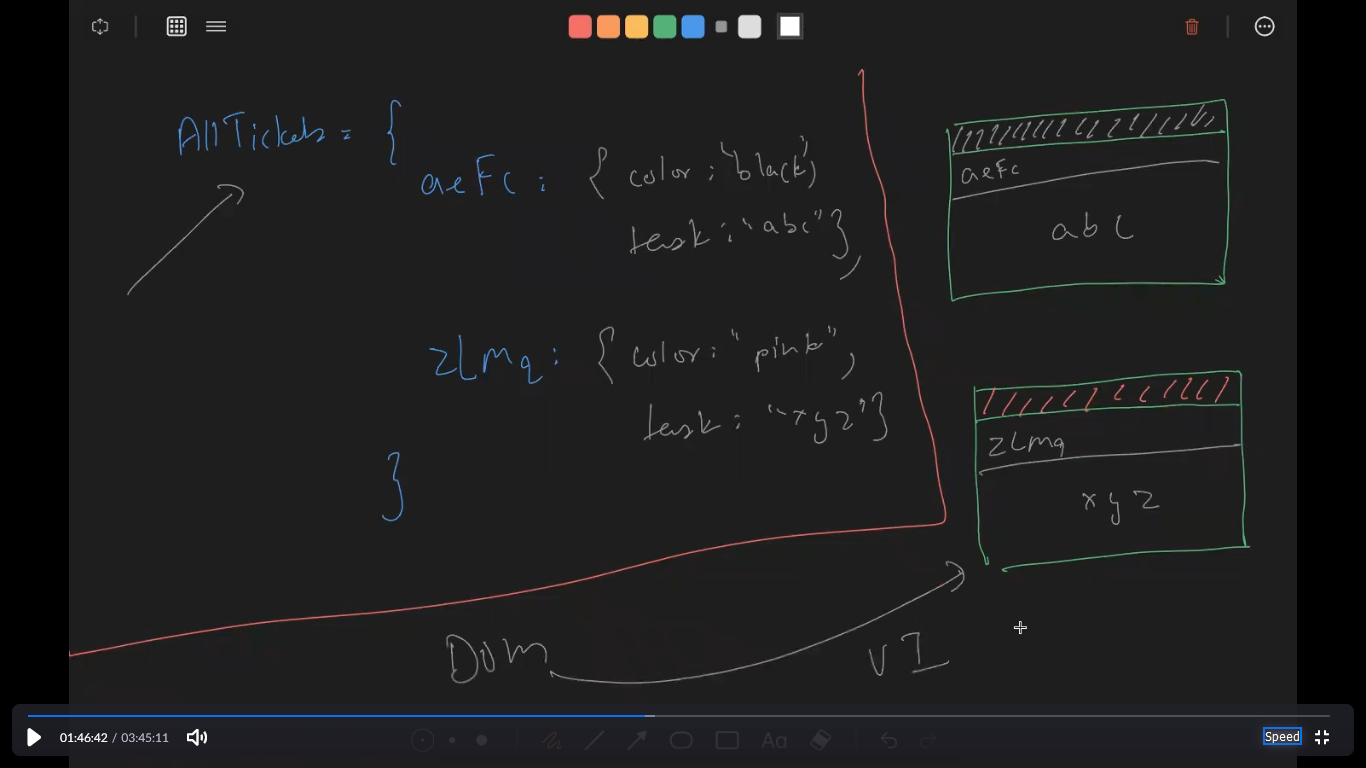 AllTickets = {
aeFc : { color : "black"
task : "abc" },
zLmq : { color : "pink",
task : "xyz" }
}
aeFc
abc
zLmq
xyz
Dom
UI
Aa
01:46:42 / 03:45:11
Speed